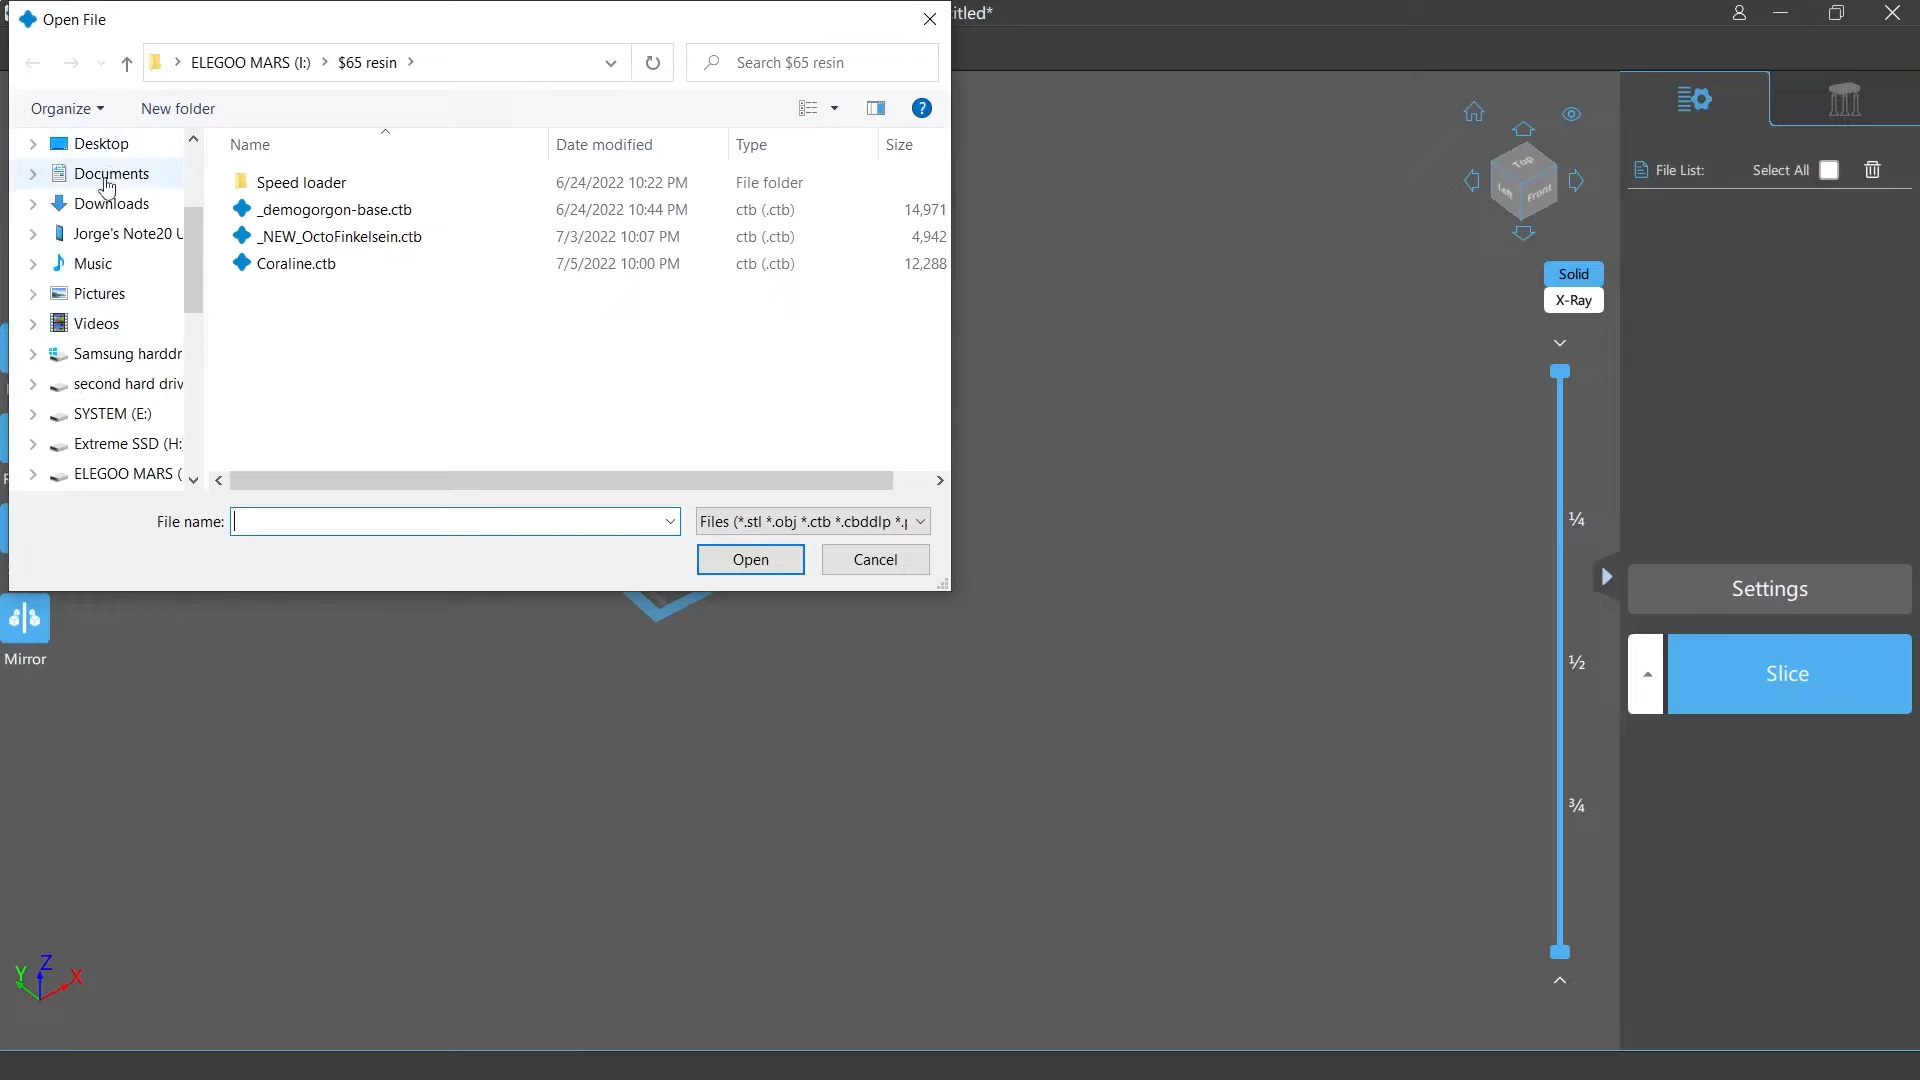 Open File
itled*
ELEGOO MARS (I:) > $65 resin >
Search $65 resin
Organize
New folder
Name
Date modified
Type
Size
Desktop
Documents
Downloads
Jorge's Note20 U
Music
Pictures
Videos
Samsung harddr
second hard driv
SYSTEM (E:)
Extreme SSD (H:
ELEGOO MARS (
Speed loader 6/24/2022 10:22 PM File folder
_demogorgon-base.ctb 6/24/2022 10:44 PM ctb (.ctb) 14,971
_NEW_OctoFinkelsein.ctb 7/3/2022 10:07 PM ctb (.ctb) 4,942
Coraline.ctb 7/5/2022 10:00 PM ctb (.ctb) 12,288
File name:
Files (*.stl *.obj *.ctb *.cbddlp *.
Open
Cancel
Mirror
Z
Y
X
Top
Left
Front
Solid
X-Ray
¼
½
¾
File List:
Select All
Settings
Slice